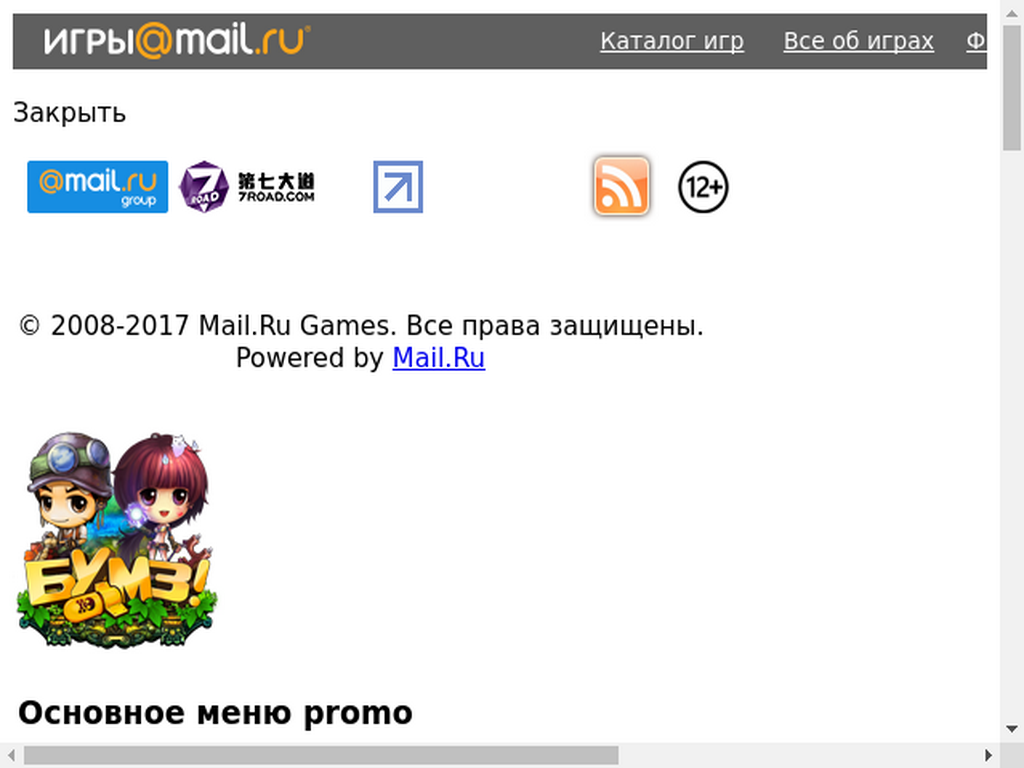 ИГРЫ@mail.ru®
Каталог игр Все об играх Ф
Закрыть
@mail.ru
group
7
ROAD
第七大道
7ROAD.COM
12+
© 2008-2017 Mail.Ru Games. Все права защищены.
Powered by Mail.Ru
БУМЗ!
Основное меню promo